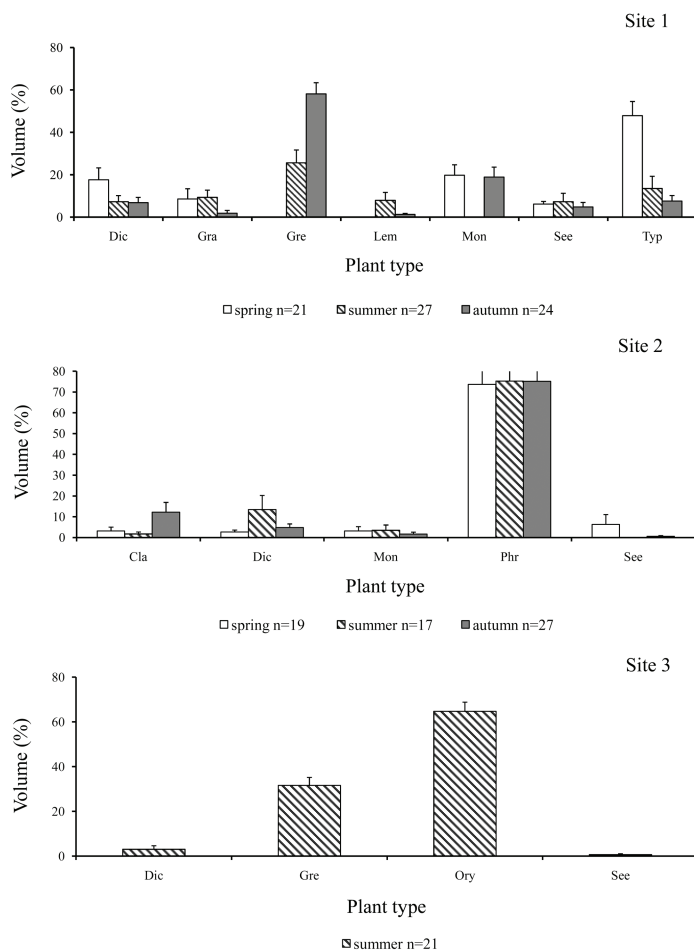 Site 1
Volume (%)
80
60
40
20
0
Dic Gra Gre Lem Mon See Typ
Plant type
spring n=21 summer n=27 autumn n=24
Site 2
Volume (%)
80
70
60
50
40
30
20
10
0
Cla Dic Mon Phr See
Plant type
spring n=19 summer n=17 autumn n=27
Site 3
Volume (%)
80
60
40
20
0
Dic Gre Ory See
Plant type
summer n=21